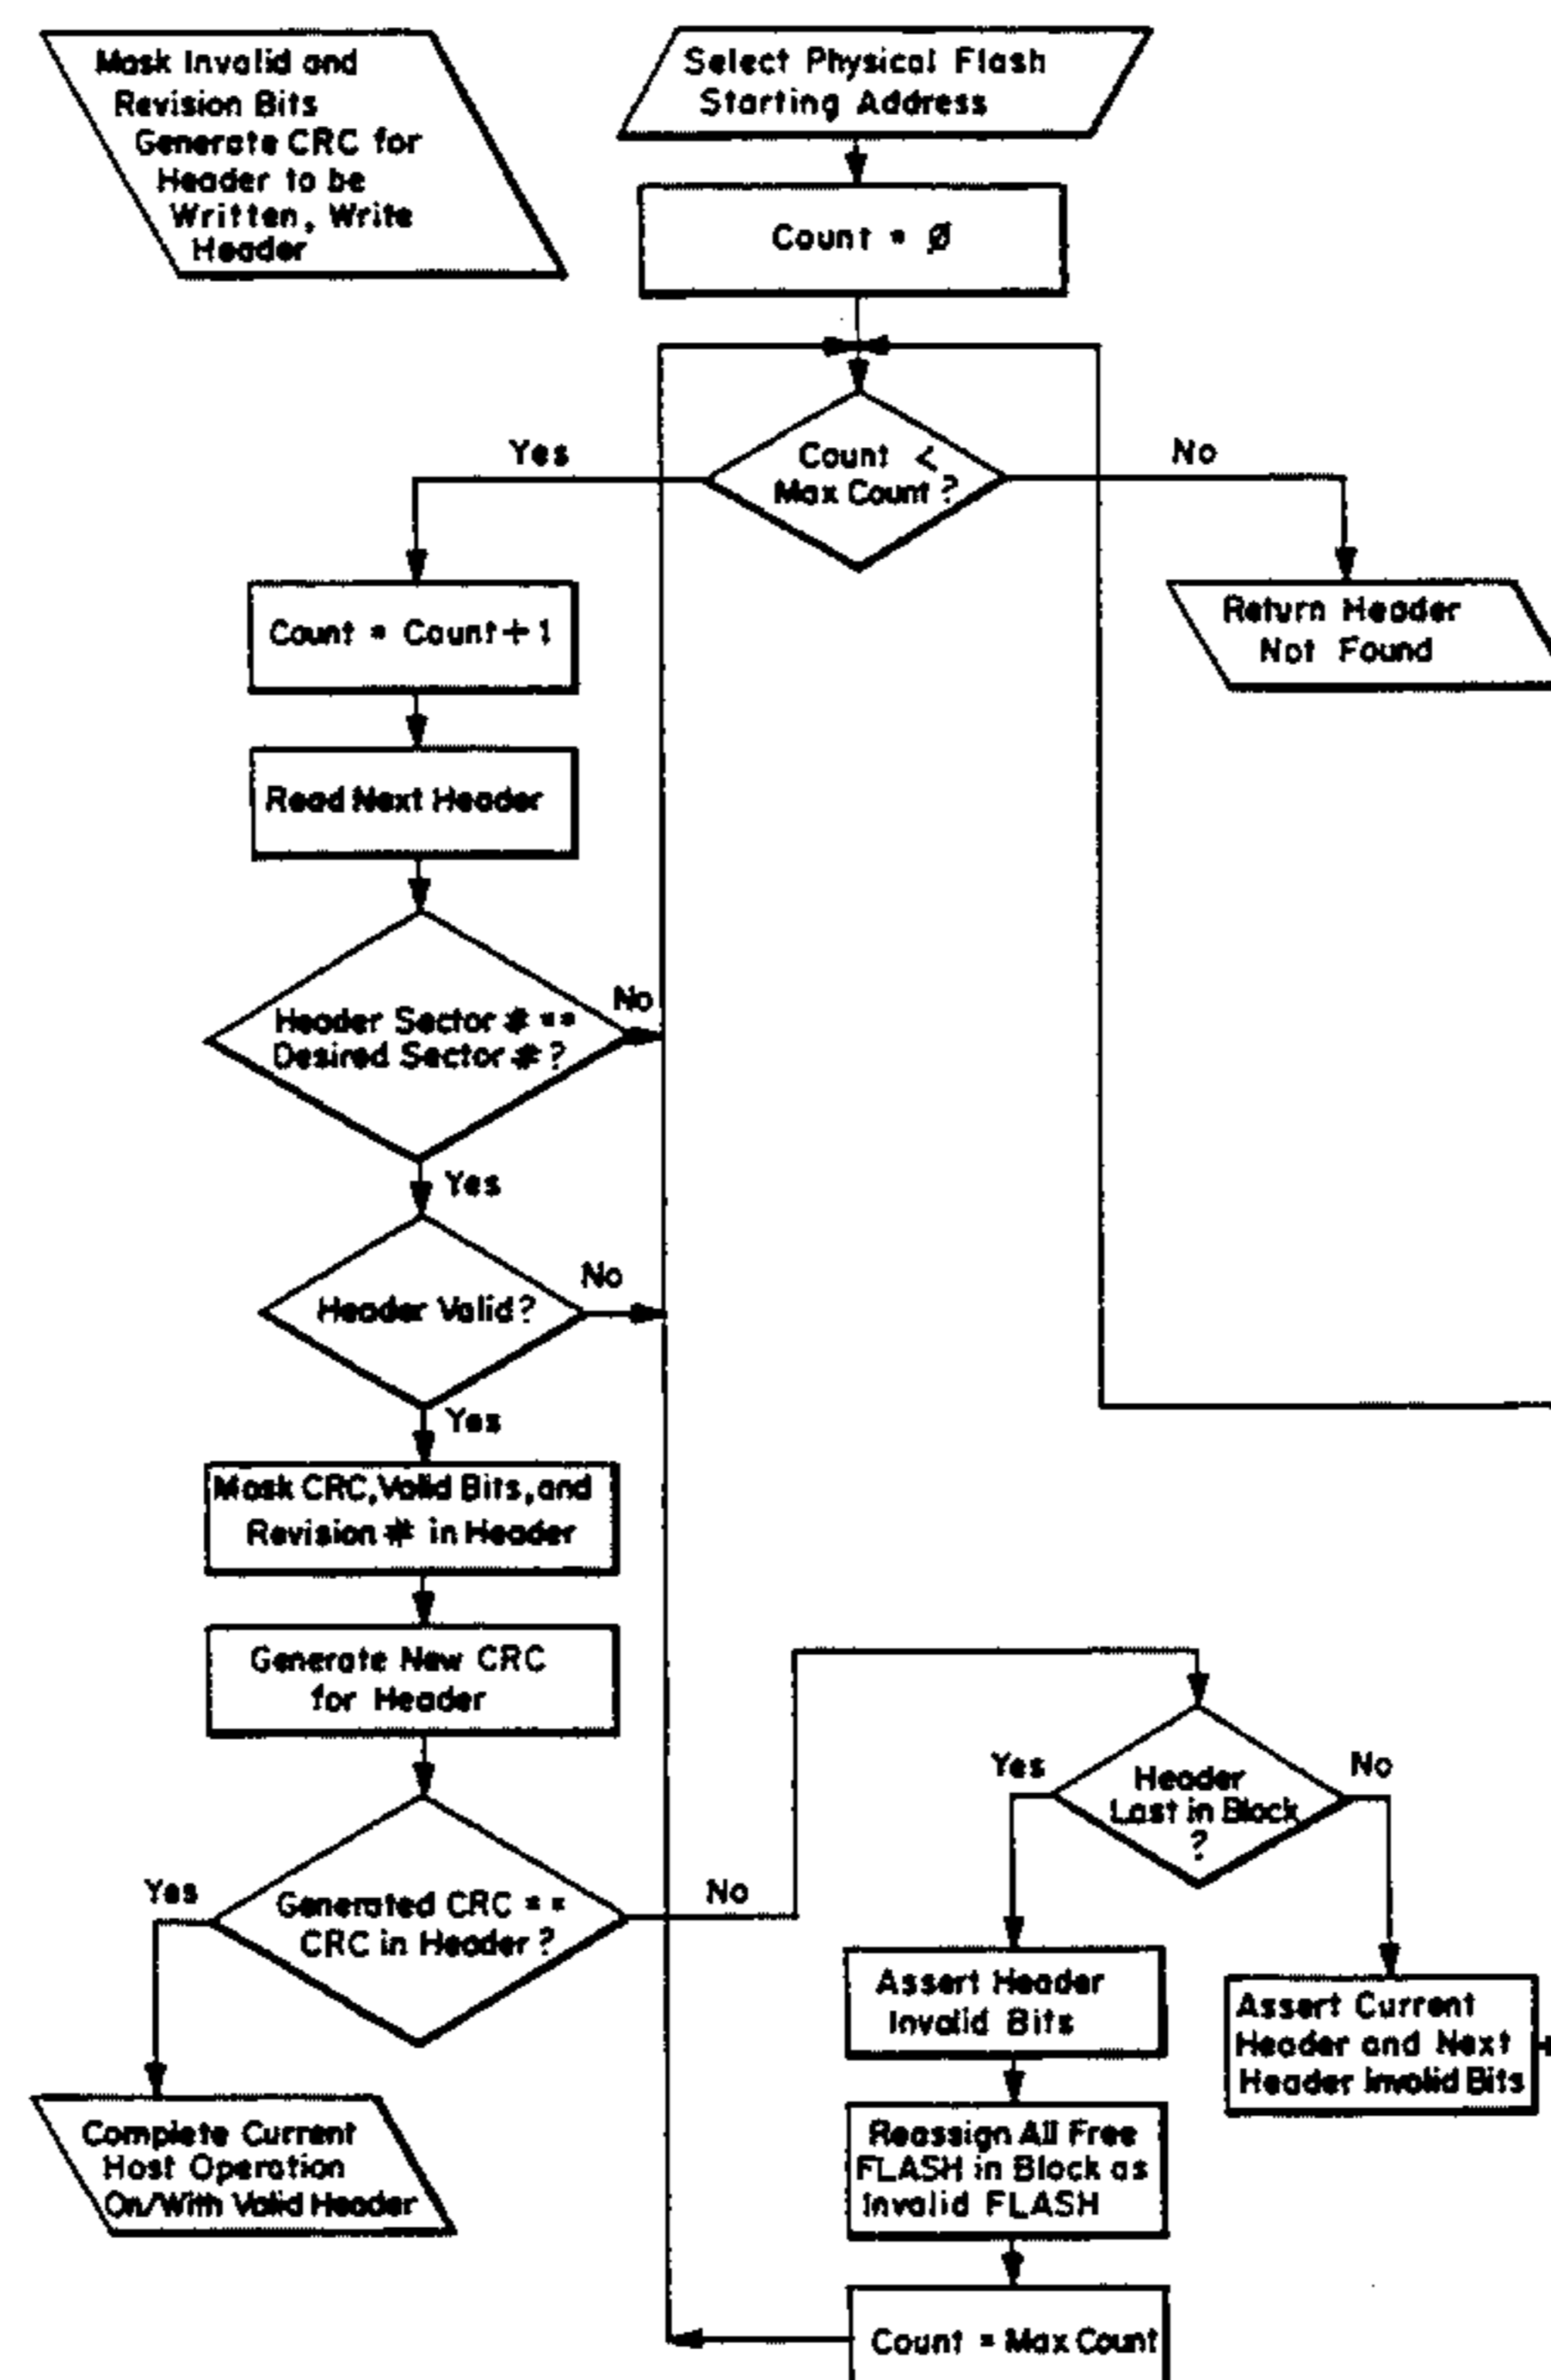 Mask Invalid and
Revision Bits
Generate CRC for
Header to be
Written, Write
Header
Select Physical Flash
Starting Address
Count = Ø
Count <
Max Count?
Yes
No
Count = Count + 1
Return Header
Not Found
Read Next Header
Header Sector # ==
Desired Sector #?
No
Yes
Header Valid?
No
Yes
Mask CRC, Valid Bits, and
Revision # in Header
Generate New CRC
for Header
Generated CRC ==
CRC in Header?
Yes
No
Header
Last in Block
?
Yes
No
Assert Header
Invalid Bits
Assert Current
Header and Next
Header Invalid Bits
Complete Current
Host Operation
On/With Valid Header
Reassign All Free
FLASH in Block as
Invalid FLASH
Count = Max Count